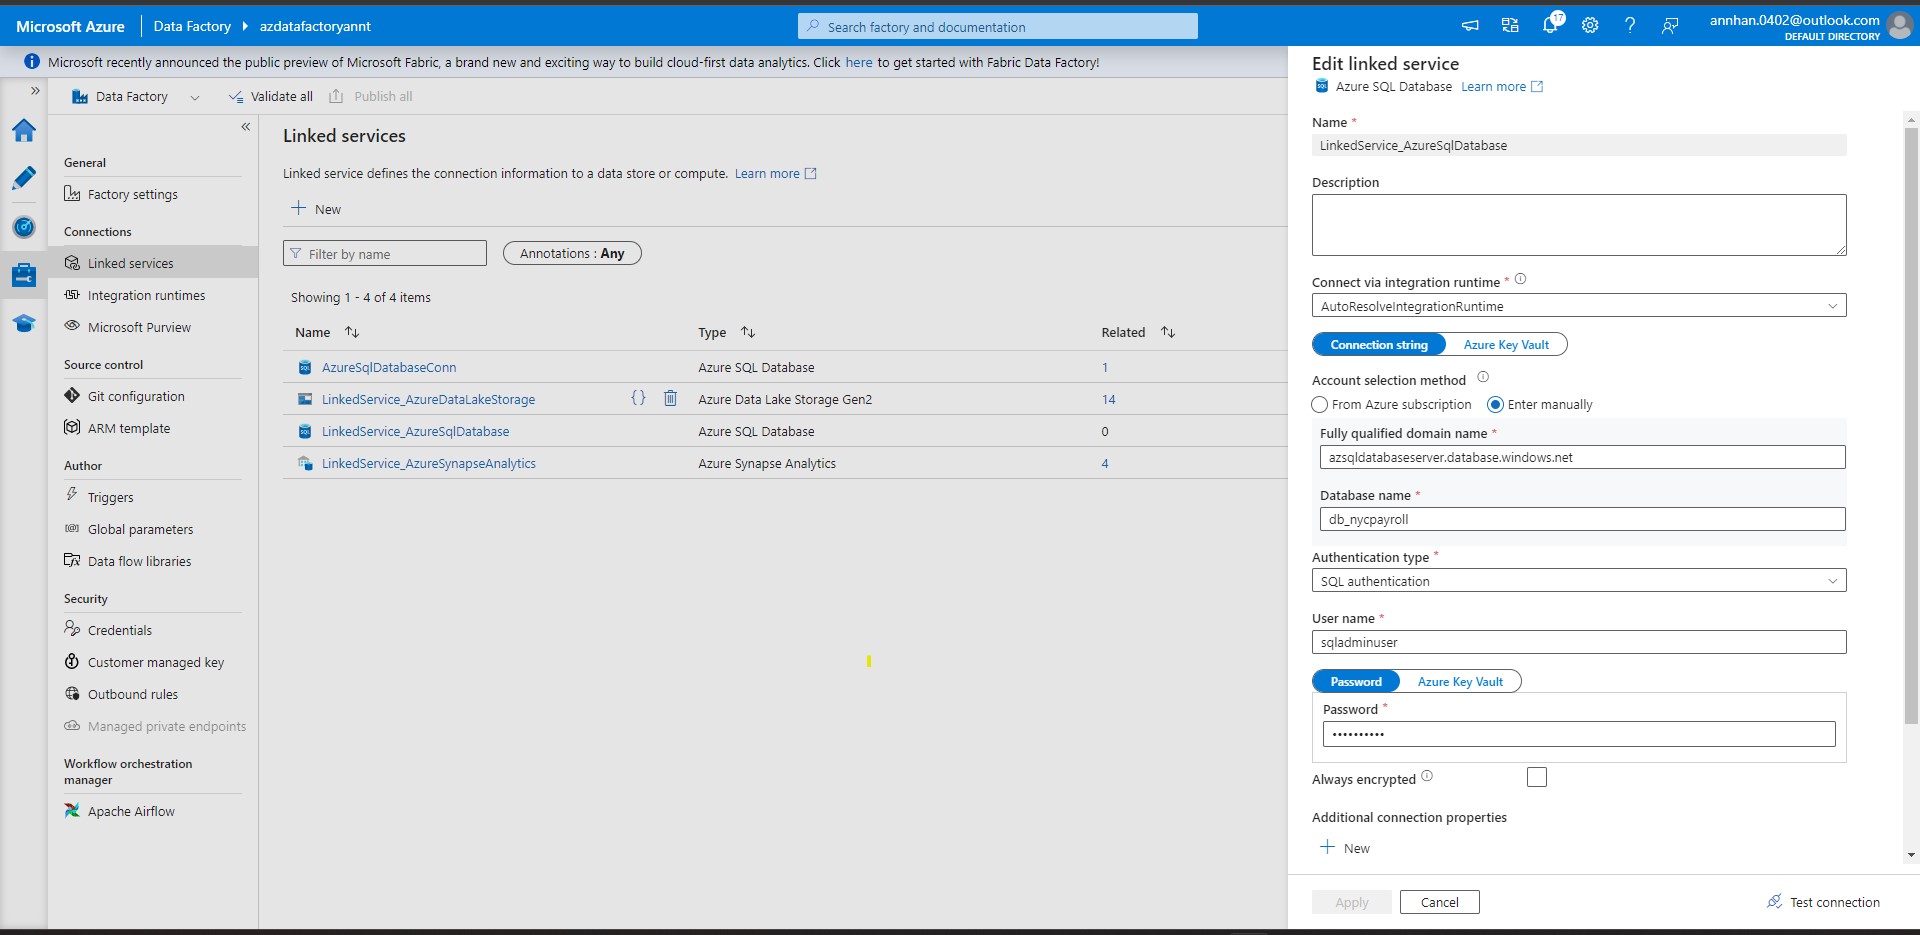 Microsoft Azure
Data Factory
azdatafactoryannt
Search factory and documentation
17
annhan.0402@outlook.com
DEFAULT DIRECTORY
Microsoft recently announced the public preview of Microsoft Fabric, a brand new and exciting way to build cloud-first data analytics. Click here to get started with Fabric Data Factory!
Data Factory
Validate all
Publish all
General
Factory settings
Connections
Linked services
Integration runtimes
Microsoft Purview
Source control
Git configuration
ARM template
Author
Triggers
Global parameters
Data flow libraries
Security
Credentials
Customer managed key
Outbound rules
Managed private endpoints
Workflow orchestration
manager
Apache Airflow
Linked services
Linked service defines the connection information to a data store or compute. Learn more
New
Filter by name
Annotations : Any
Showing 1 - 4 of 4 items
Name Type Related
AzureSqlDatabaseConn Azure SQL Database 1
LinkedService_AzureDataLakeStorage {} Azure Data Lake Storage Gen2 14
LinkedService_AzureSqlDatabase Azure SQL Database 0
LinkedService_AzureSynapseAnalytics Azure Synapse Analytics 4
Edit linked service
Azure SQL Database Learn more
Name *
LinkedService_AzureSqlDatabase
Description
Connect via integration runtime *
AutoResolveIntegrationRuntime
Connection string Azure Key Vault
Account selection method
From Azure subscription Enter manually
Fully qualified domain name *
azsqldatabaseserver.database.windows.net
Database name *
db_nycpayroll
Authentication type *
SQL authentication
User name *
sqladminuser
Password Azure Key Vault
Password *
••••••••••
Always encrypted
Additional connection properties
New
Apply
Cancel
Test connection